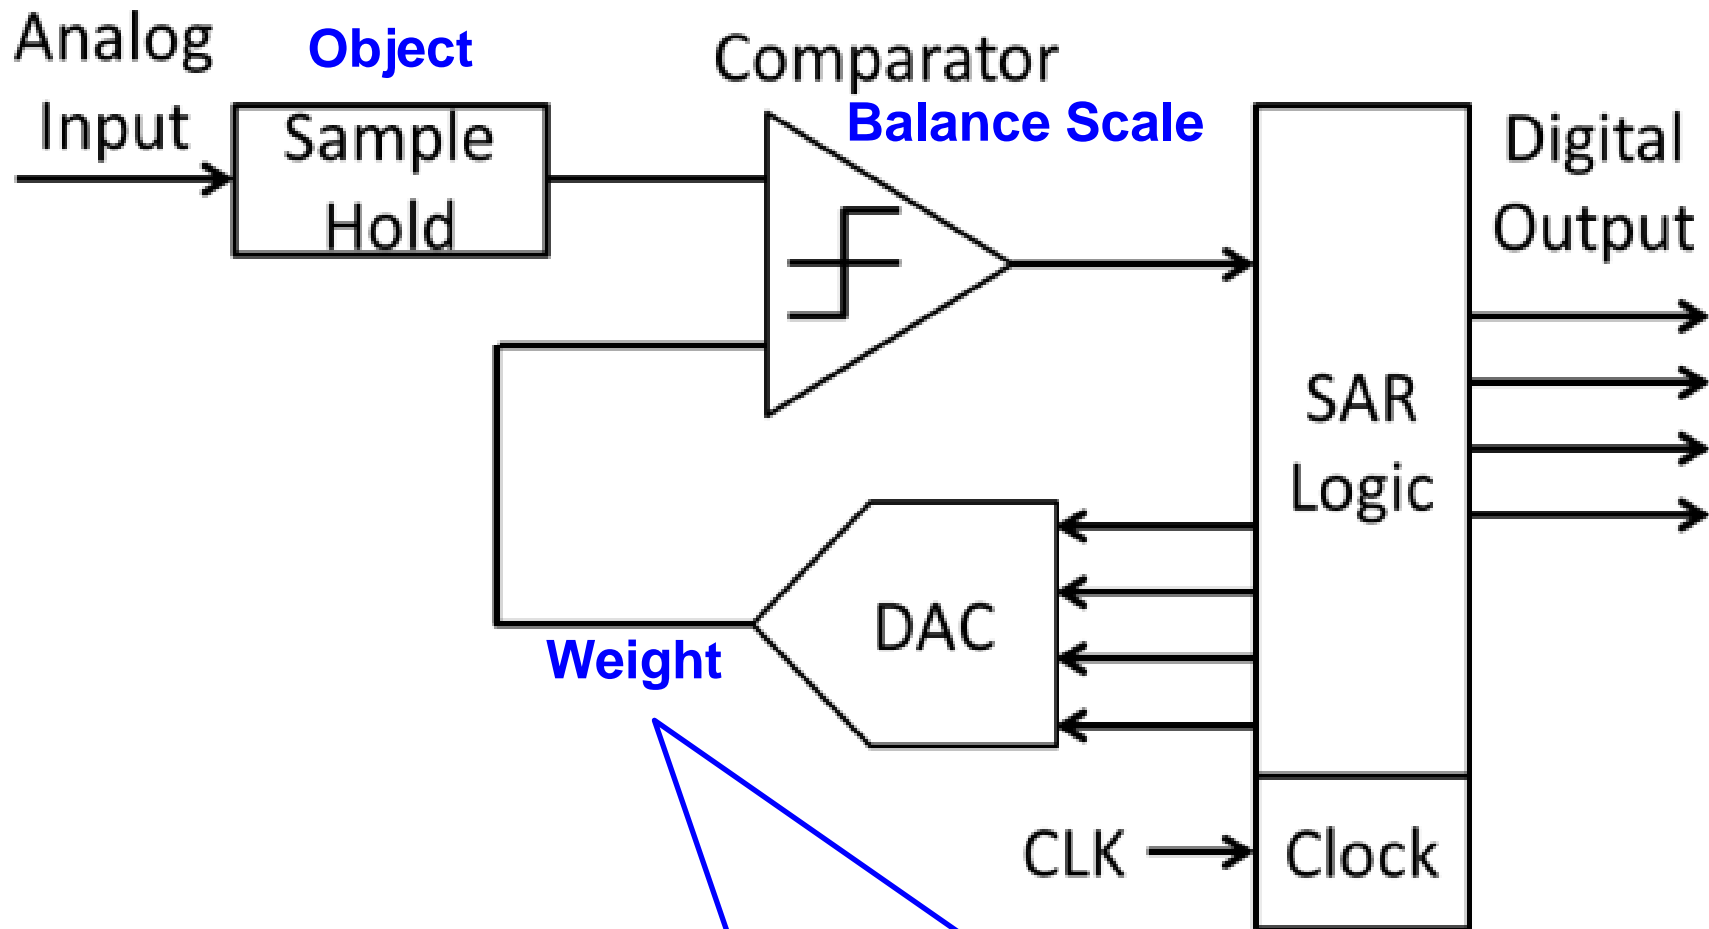 Analog
Input
Object
Sample
Hold
Comparator
Balance Scale
Digital
Output
SAR
Logic
DAC
Weight
CLK
Clock